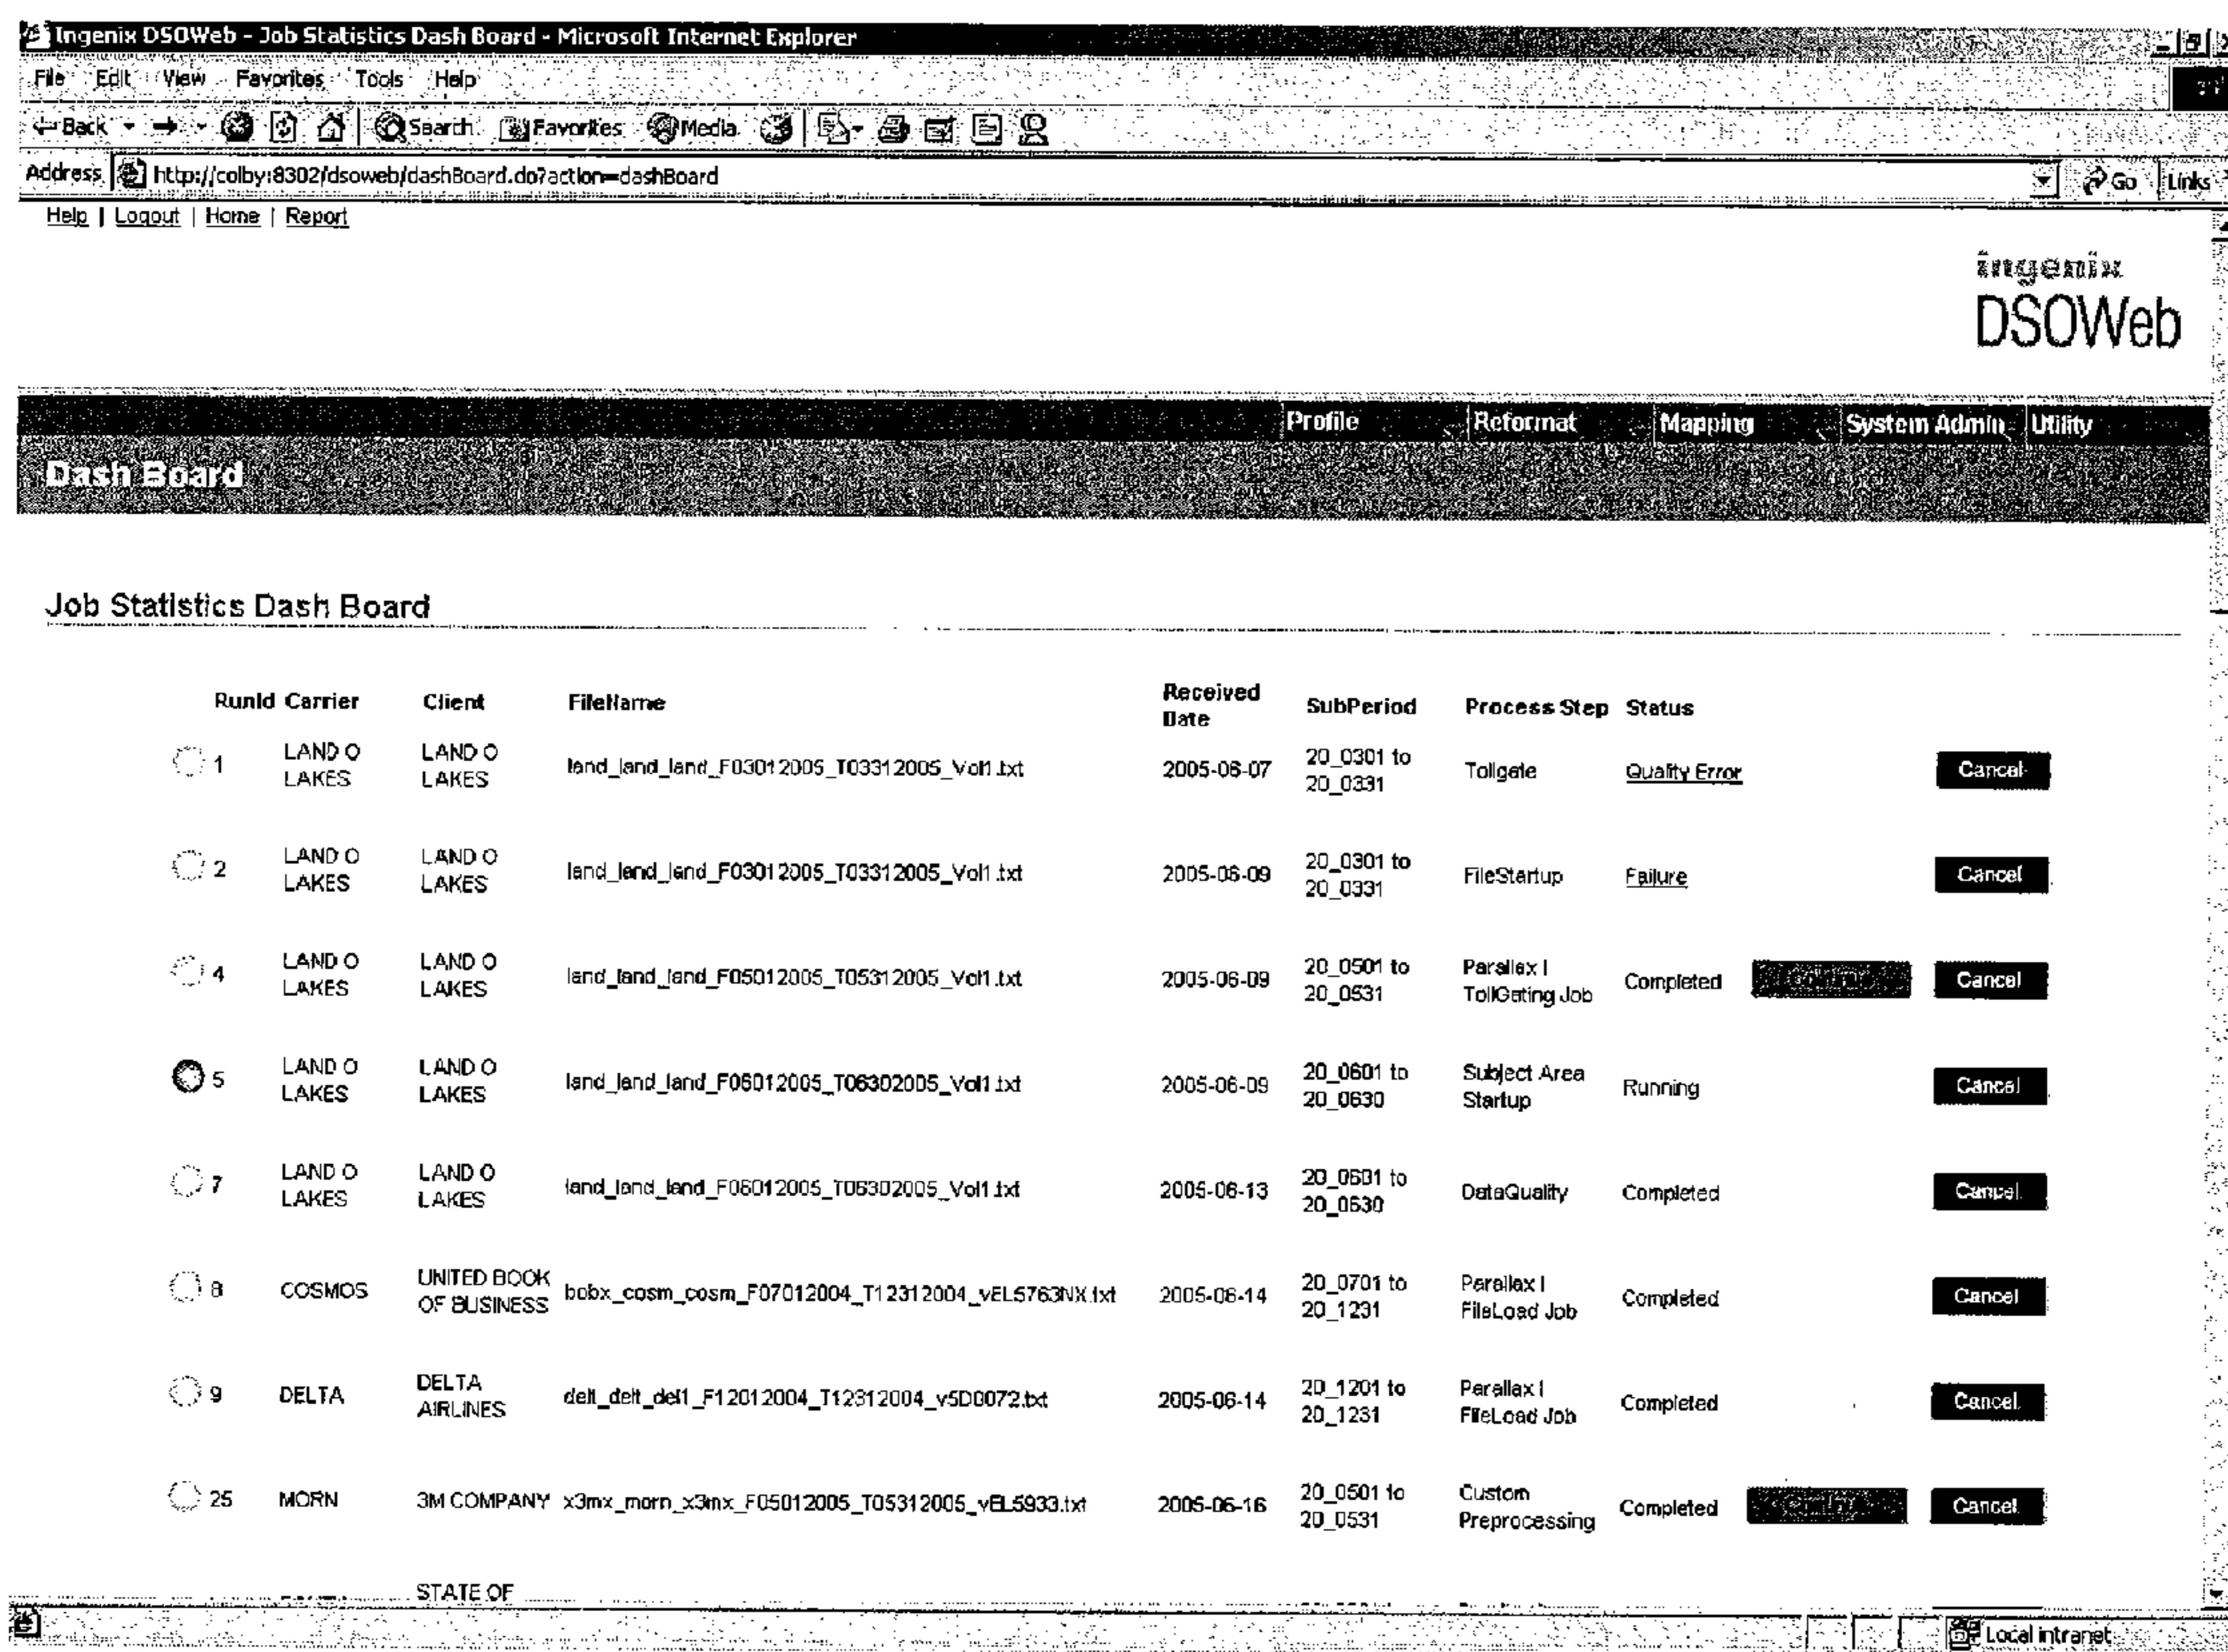 Ingenix DSOWeb - Job Statistics Dash Board - Microsoft Internet Explorer
File Edit View Favorites Tools Help
Back Search Favorites Media
Address http://colby:8302/dsoweb/dashBoard.do?action=dashBoard Go Links
Help | Logout | Home | Report
ingenix
DSOWeb
Profile Reformat Mapping System Admin Utility
Dash Board
Job Statistics Dash Board
RunId Carrier Client FileName Received Date SubPeriod Process Step Status
1 LAND O LAKES LAND O LAKES land_land_land_F03012005_T03312005_Vol1.txt 2005-06-07 20_0301 to 20_0331 Tollgate Quality Error Cancel
2 LAND O LAKES LAND O LAKES land_land_land_F03012005_T03312005_Vol1.txt 2005-06-09 20_0301 to 20_0331 FileStartup Failure Cancel
4 LAND O LAKES LAND O LAKES land_land_land_F05012005_T05312005_Vol1.txt 2005-06-09 20_0501 to 20_0531 Parallax I TollGating Job Completed Cancel
5 LAND O LAKES LAND O LAKES land_land_land_F06012005_T06302005_Vol1.txt 2005-06-09 20_0601 to 20_0630 Subject Area Startup Running Cancel
7 LAND O LAKES LAND O LAKES land_land_land_F06012005_T06302005_Vol1.txt 2005-06-13 20_0601 to 20_0630 DataQuality Completed Cancel
8 COSMOS UNITED BOOK OF BUSINESS bobx_cosm_cosm_F07012004_T12312004_vEL5763NX.txt 2005-06-14 20_0701 to 20_1231 Parallax I FileLoad Job Completed Cancel
9 DELTA DELTA AIRLINES delt_delt_del1_F12012004_T12312004_v5D0072.txt 2005-06-14 20_1201 to 20_1231 Parallax I FileLoad Job Completed Cancel
25 MORN 3M COMPANY x3mx_morn_x3mx_F05012005_T05312005_vEL5933.txt 2005-06-16 20_0501 to 20_0531 Custom Preprocessing Completed Cancel
STATE OF
Local intranet